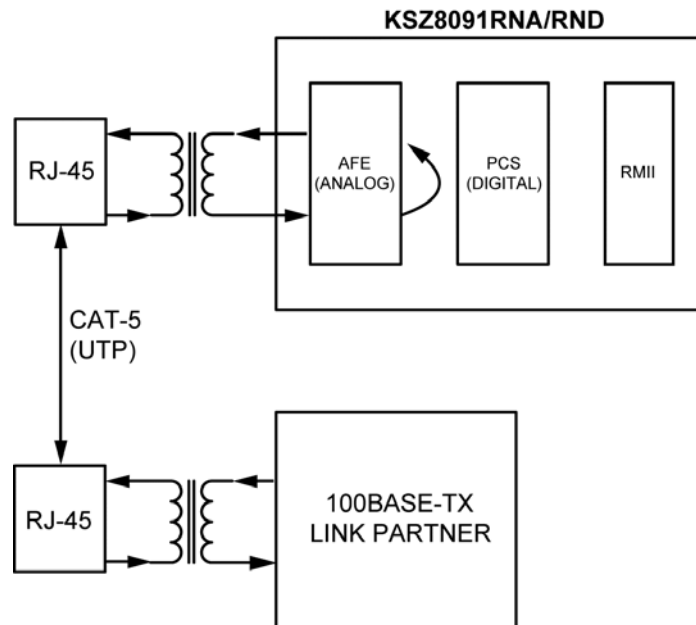 KSZ8091RNA/RND
RJ-45
AFE
(ANALOG)
PCS
(DIGITAL)
RMII
CAT-5
(UTP)
RJ-45
100BASE-TX
LINK PARTNER